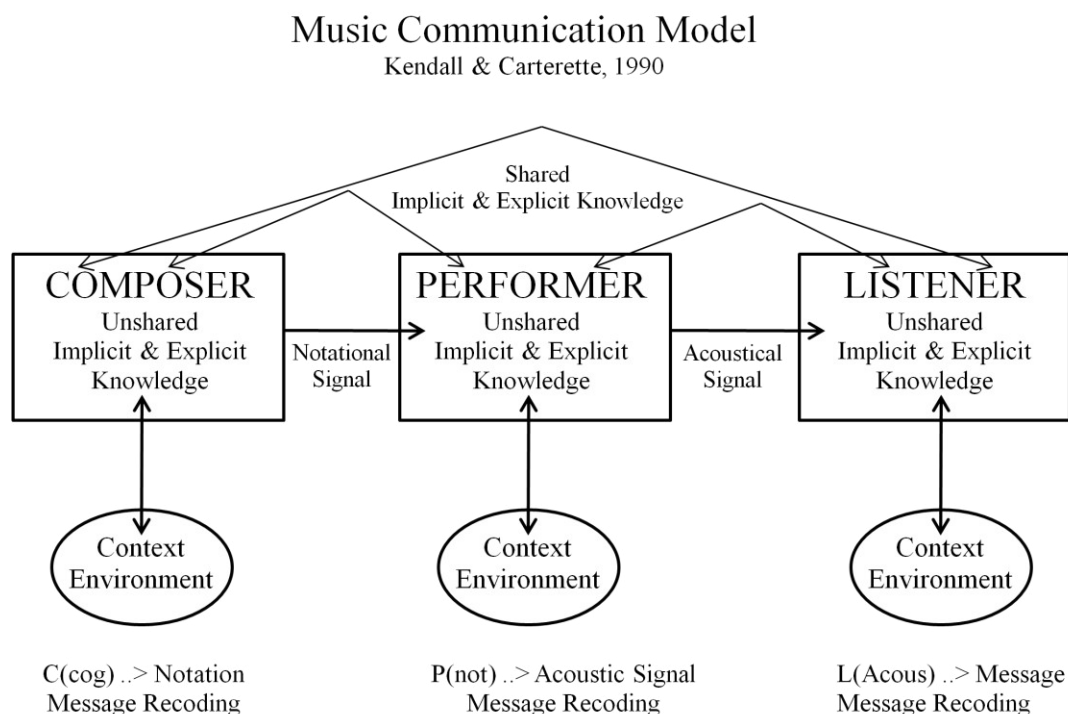 Music Communication Model
Kendall & Carterette, 1990
Shared
Implicit & Explicit Knowledge
COMPOSER
Unshared
Implicit & Explicit
Knowledge
Notational
Signal
PERFORMER
Unshared
Implicit & Explicit
Knowledge
Acoustical
Signal
LISTENER
Unshared
Implicit & Explicit
Knowledge
Context
Environment
Context
Environment
Context
Environment
C(cog) ..> Notation
Message Recoding
P(not) ..> Acoustic Signal
Message Recoding
L(Acous) ..> Message
Message Recoding